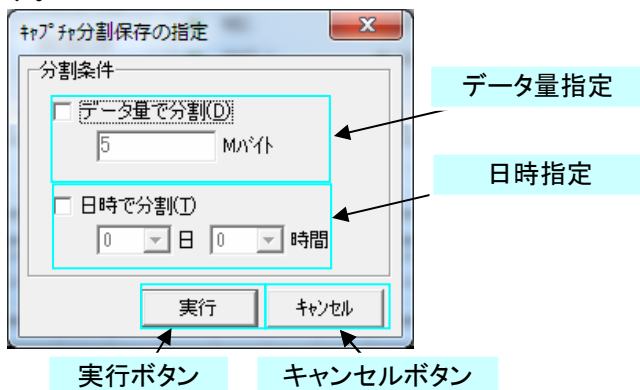 ｷｬﾌﾟﾁｬ分割保存の指定
分割条件
データ量指定
データ量で分割(D)
5 Mﾊﾞｲﾄ
日時指定
日時で分割(T)
0 日 0 時間
実行 ｷｬﾝｾﾙ
実行ボタン キャンセルボタン